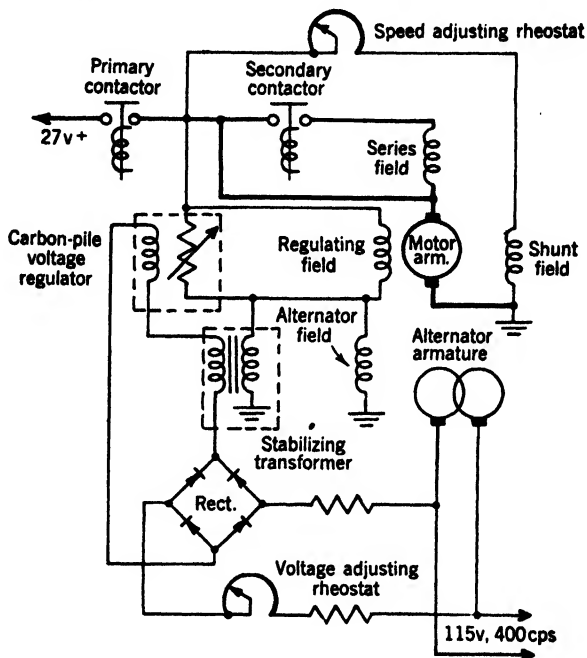 Speed adjusting rheostat
Primary
contactor
Secondary
contactor
27v+
Series
field
Carbon-pile
voltage
regulator
Regulating
field
Motor
arm.
Shunt
field
Alternator
field
Alternator
armature
Stabilizing
transformer
Rect.
Voltage adjusting
rheostat
115v, 400cps